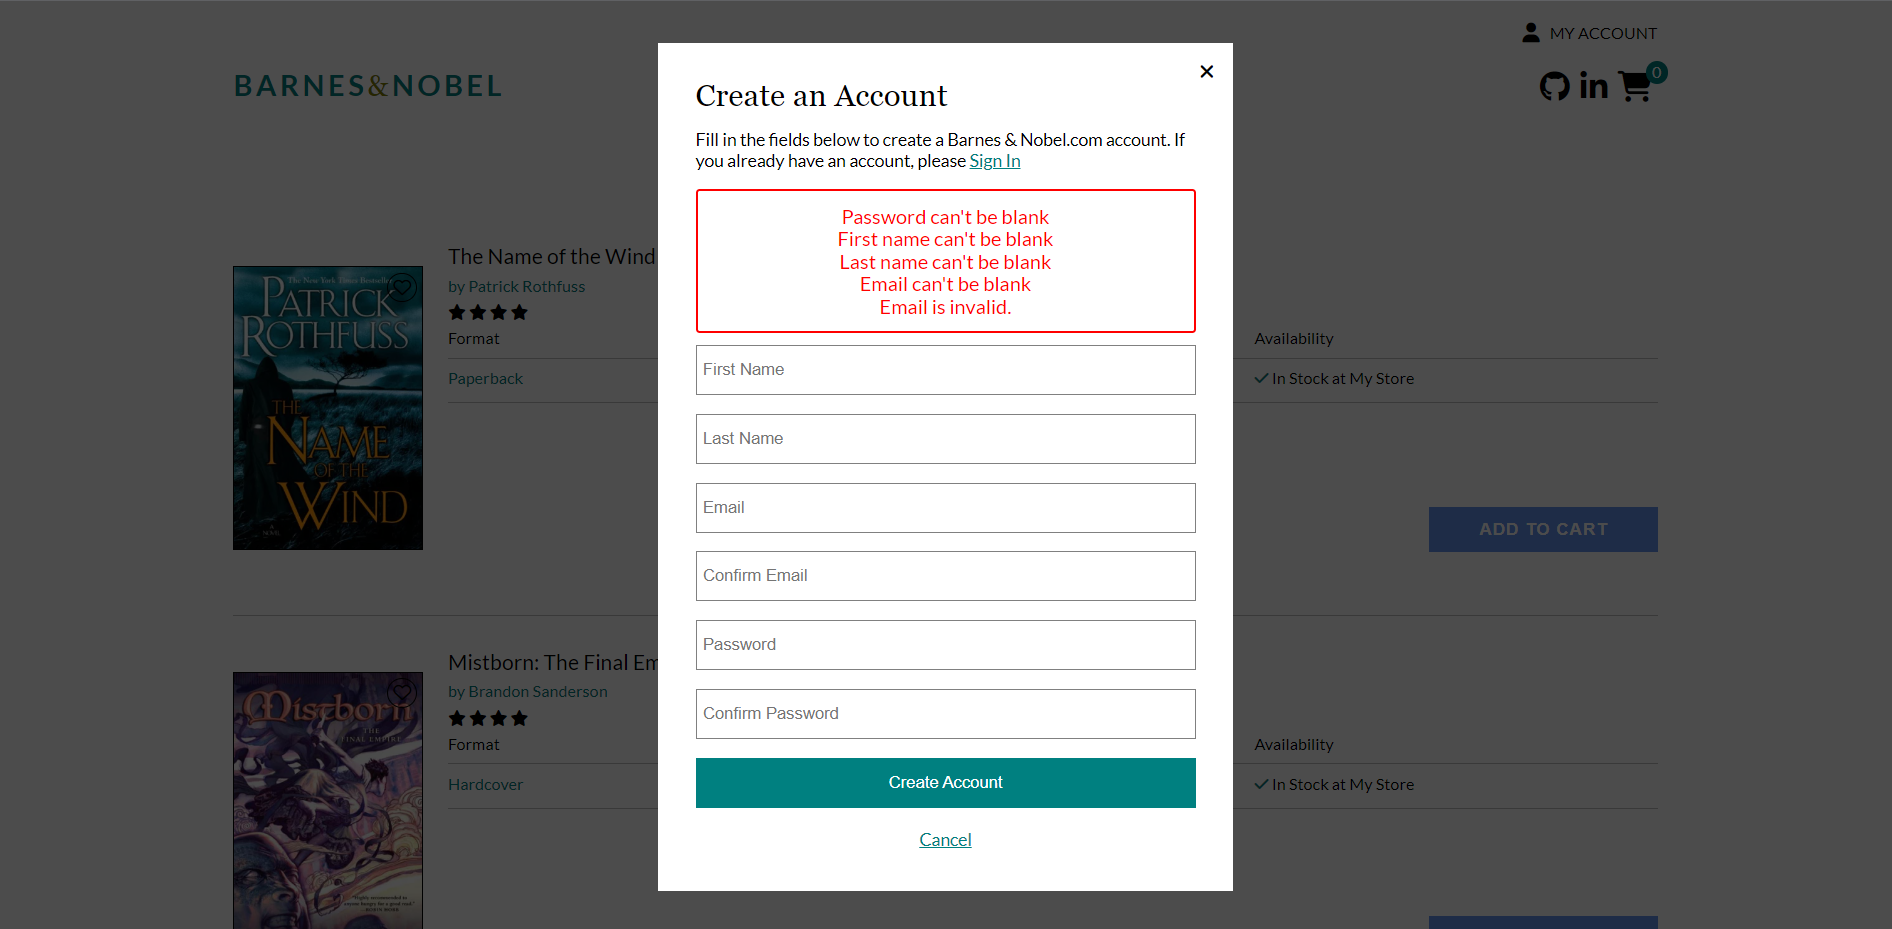 MY ACCOUNT
BARNES&NOBEL
0
Create an Account
Fill in the fields below to create a Barnes & Nobel.com account. If
you already have an account, please Sign In
Password can't be blank
First name can't be blank
Last name can't be blank
Email can't be blank
Email is invalid.
First Name
Last Name
Email
Confirm Email
Password
Confirm Password
Create Account
Cancel
The Name of the Wind
by Patrick Rothfuss
Format
Availability
Paperback
In Stock at My Store
ADD TO CART
The New York Times Bestseller
PATRICK
ROTHFUSS
THE
NAME
OF THE
WIND
Mistborn: The Final Em
by Brandon Sanderson
Format
Availability
Hardcover
In Stock at My Store
Mistborn
THE
FINAL EMPIRE